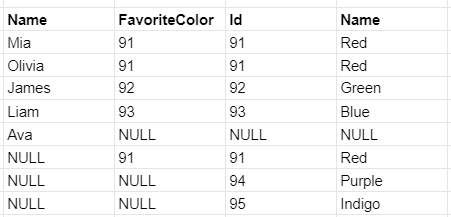 Name FavoriteColor Id Name
Mia 91 91 Red
Olivia 91 91 Red
James 92 92 Green
Liam 93 93 Blue
Ava NULL NULL NULL
NULL 91 91 Red
NULL NULL 94 Purple
NULL NULL 95 Indigo